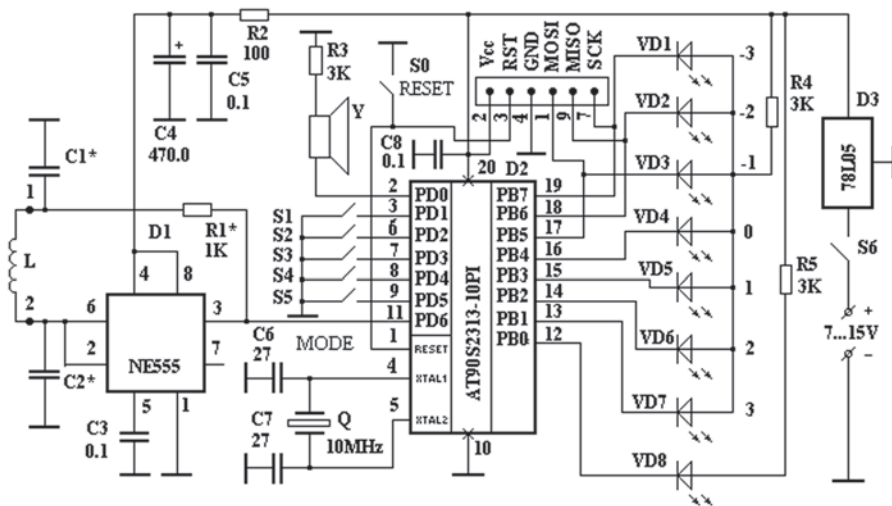 R2
100
C4
470.0
C5
0.1
R3
3K
Y
S0
RESET
Vcc
RST
GND
MOSI
MISO
SCK
2
3
4
1
9
7
C8
0.1
20
D2
VD1
-3
VD2
-2
VD3
-1
VD4
0
VD5
1
VD6
2
VD7
3
VD8
R4
3K
R5
3K
D3
78L05
S6
+
7...15V
–
C1*
1
L
2
R1*
1K
D1
4
8
6
3
2
7
NE555
5
1
C2*
C3
0.1
S1
S2
S3
S4
S5
MODE
2
3
6
7
8
9
11
1
4
5
PD0
PD1
PD2
PD3
PD4
PD5
PD6
RESET
XTAL1
XTAL2
AT90S2313-10PI
PB7
PB6
PB5
PB4
PB3
PB2
PB1
PB0
19
18
17
16
15
14
13
12
10
C6
27
C7
27
Q
10MHz
+